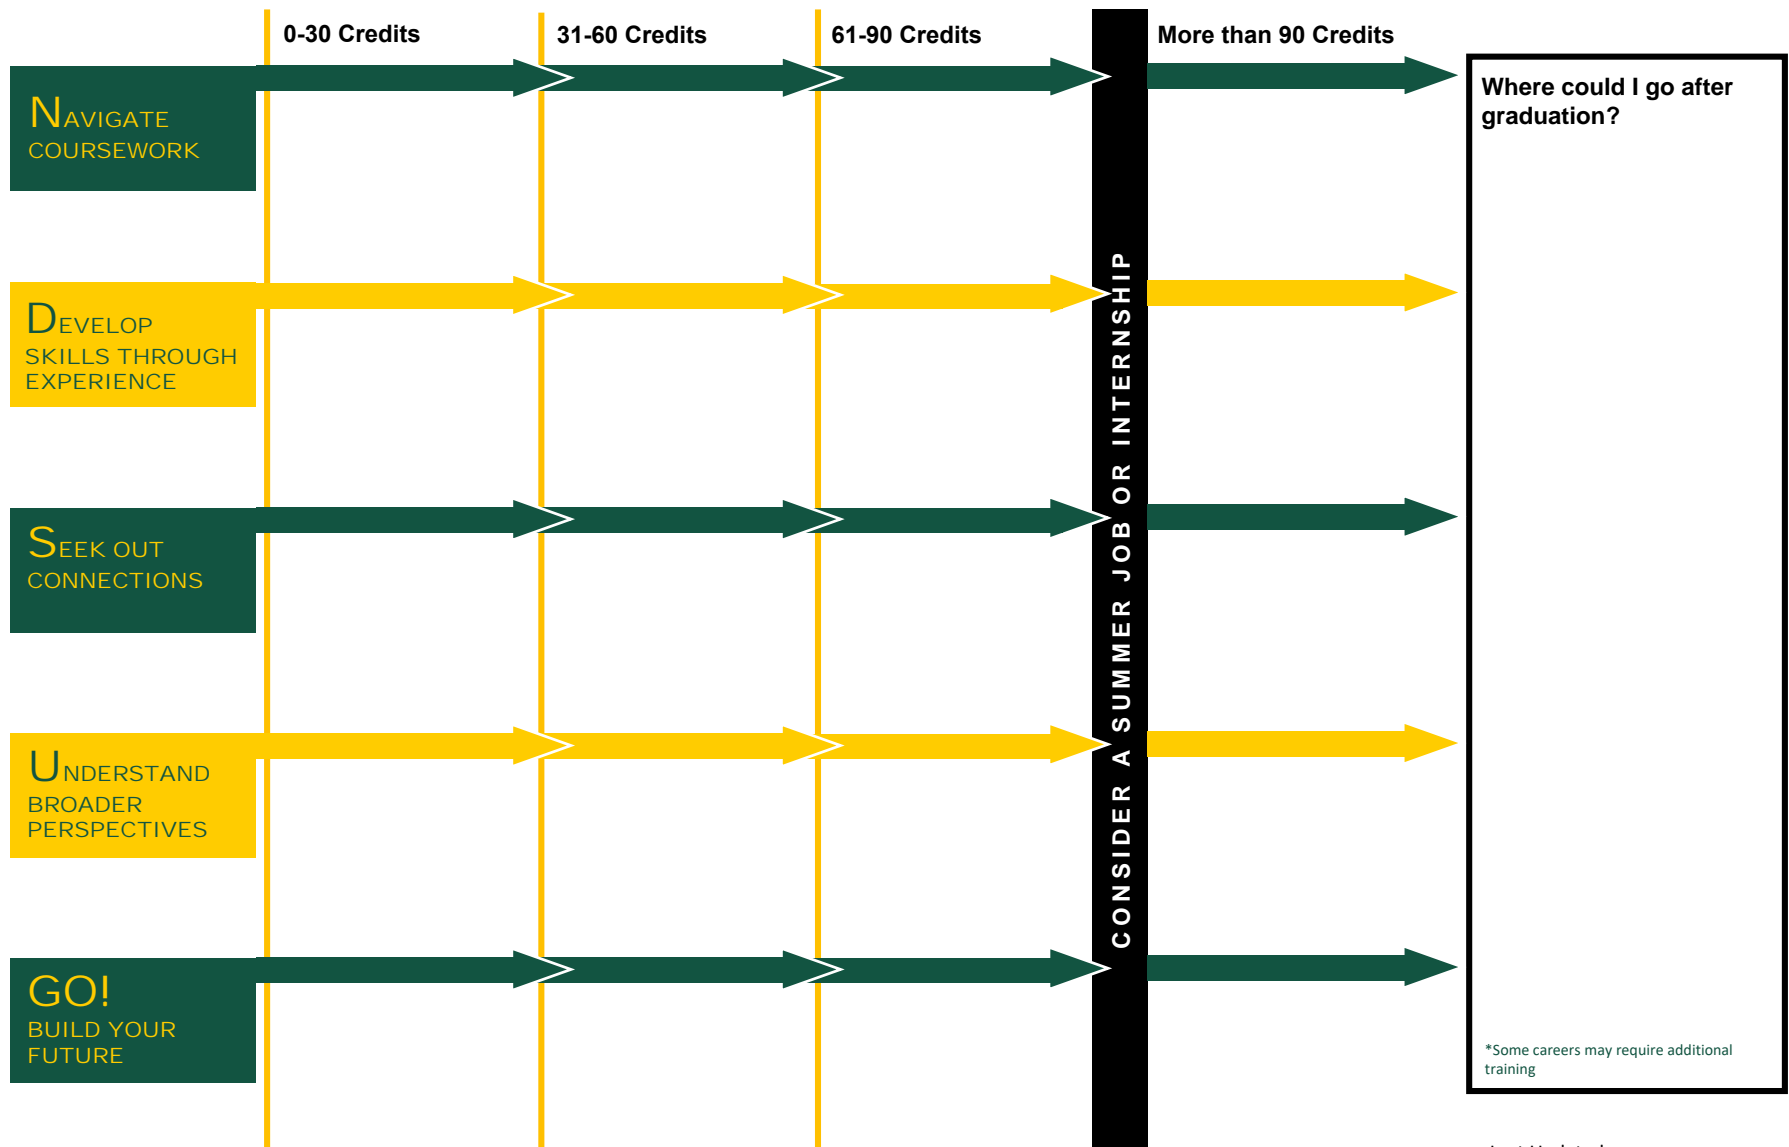 0-30 Credits
31-60 Credits
61-90 Credits
More than 90 Credits
NAVIGATE
COURSEWORK
DEVELOP
SKILLS THROUGH
EXPERIENCE
SEEK OUT
CONNECTIONS
UNDERSTAND
BROADER
PERSPECTIVES
GO!
BUILD YOUR
FUTURE
CONSIDER A SUMMER JOB OR INTERNSHIP
Where could I go after
graduation?
*Some careers may require additional
training